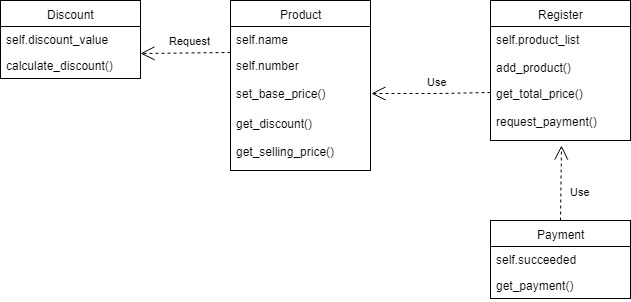 Discount
self.discount_value
calculate_discount()
Request
Product
self.name
self.number
set_base_price()
get_discount()
get_selling_price()
Use
Register
self.product_list
add_product()
get_total_price()
request_payment()
Use
Payment
self.succeeded
get_payment()